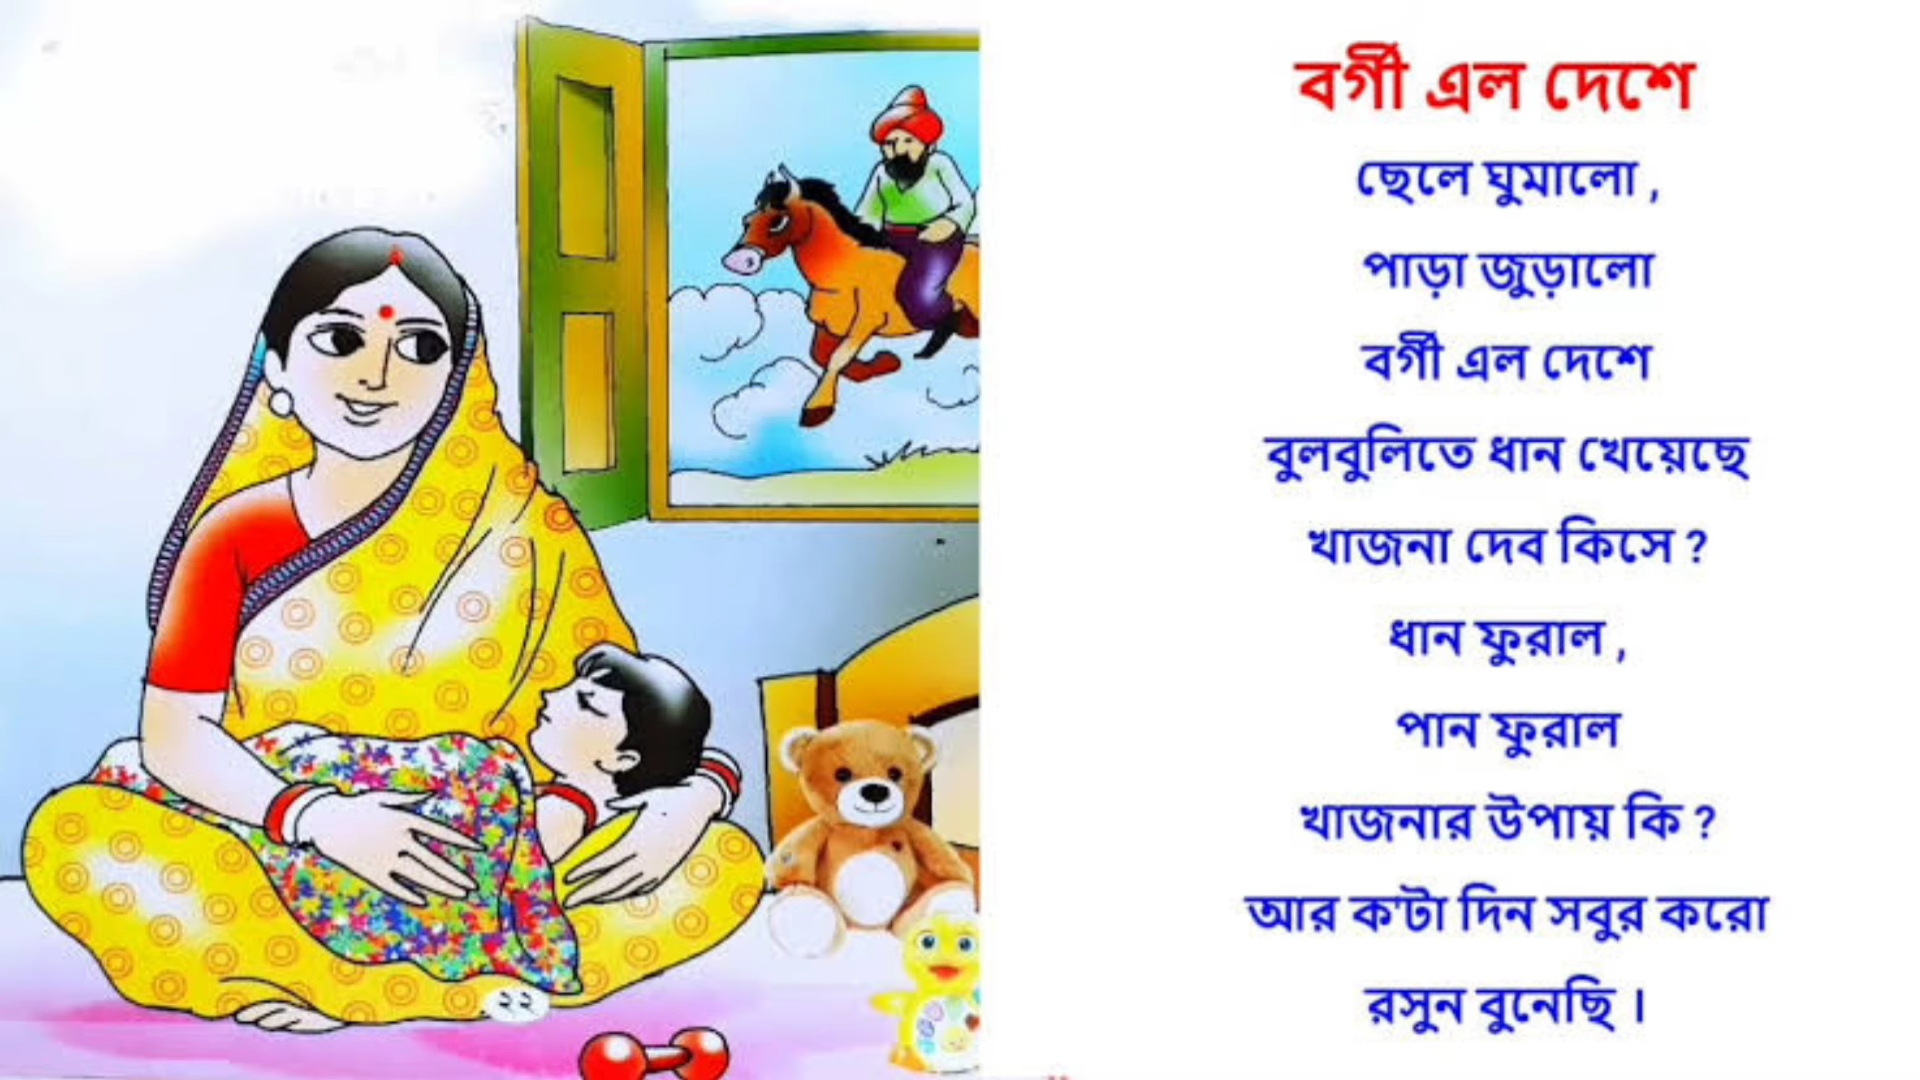 বর্গী এল দেশে
ছেলে ঘুমালো ,
পাড়া জুড়ালো
বর্গী এল দেশে
বুলবুলিতে ধান খেয়েছে
খাজনা দেব কিসে ?
ধান ফুরাল ,
পান ফুরাল
খাজনার উপায় কি ?
আর ক'টা দিন সবুর করো
রসুন বুনেছি ।
২২